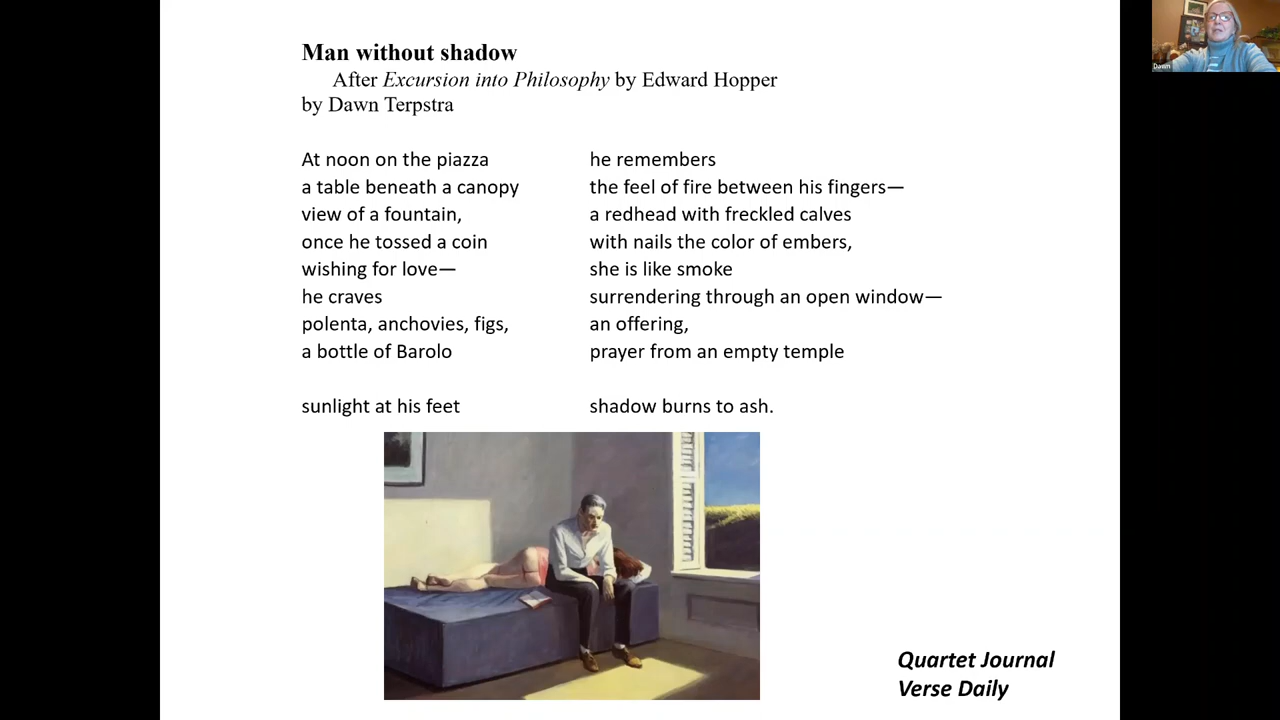 Man without shadow
After Excursion into Philosophy by Edward Hopper
by Dawn Terpstra
At noon on the piazza
a table beneath a canopy
view of a fountain,
once he tossed a coin
wishing for love—
he craves
polenta, anchovies, figs,
a bottle of Barolo
sunlight at his feet
he remembers
the feel of fire between his fingers—
a redhead with freckled calves
with nails the color of embers,
she is like smoke
surrendering through an open window—
an offering,
prayer from an empty temple
shadow burns to ash.
Quartet Journal
Verse Daily
Dawn